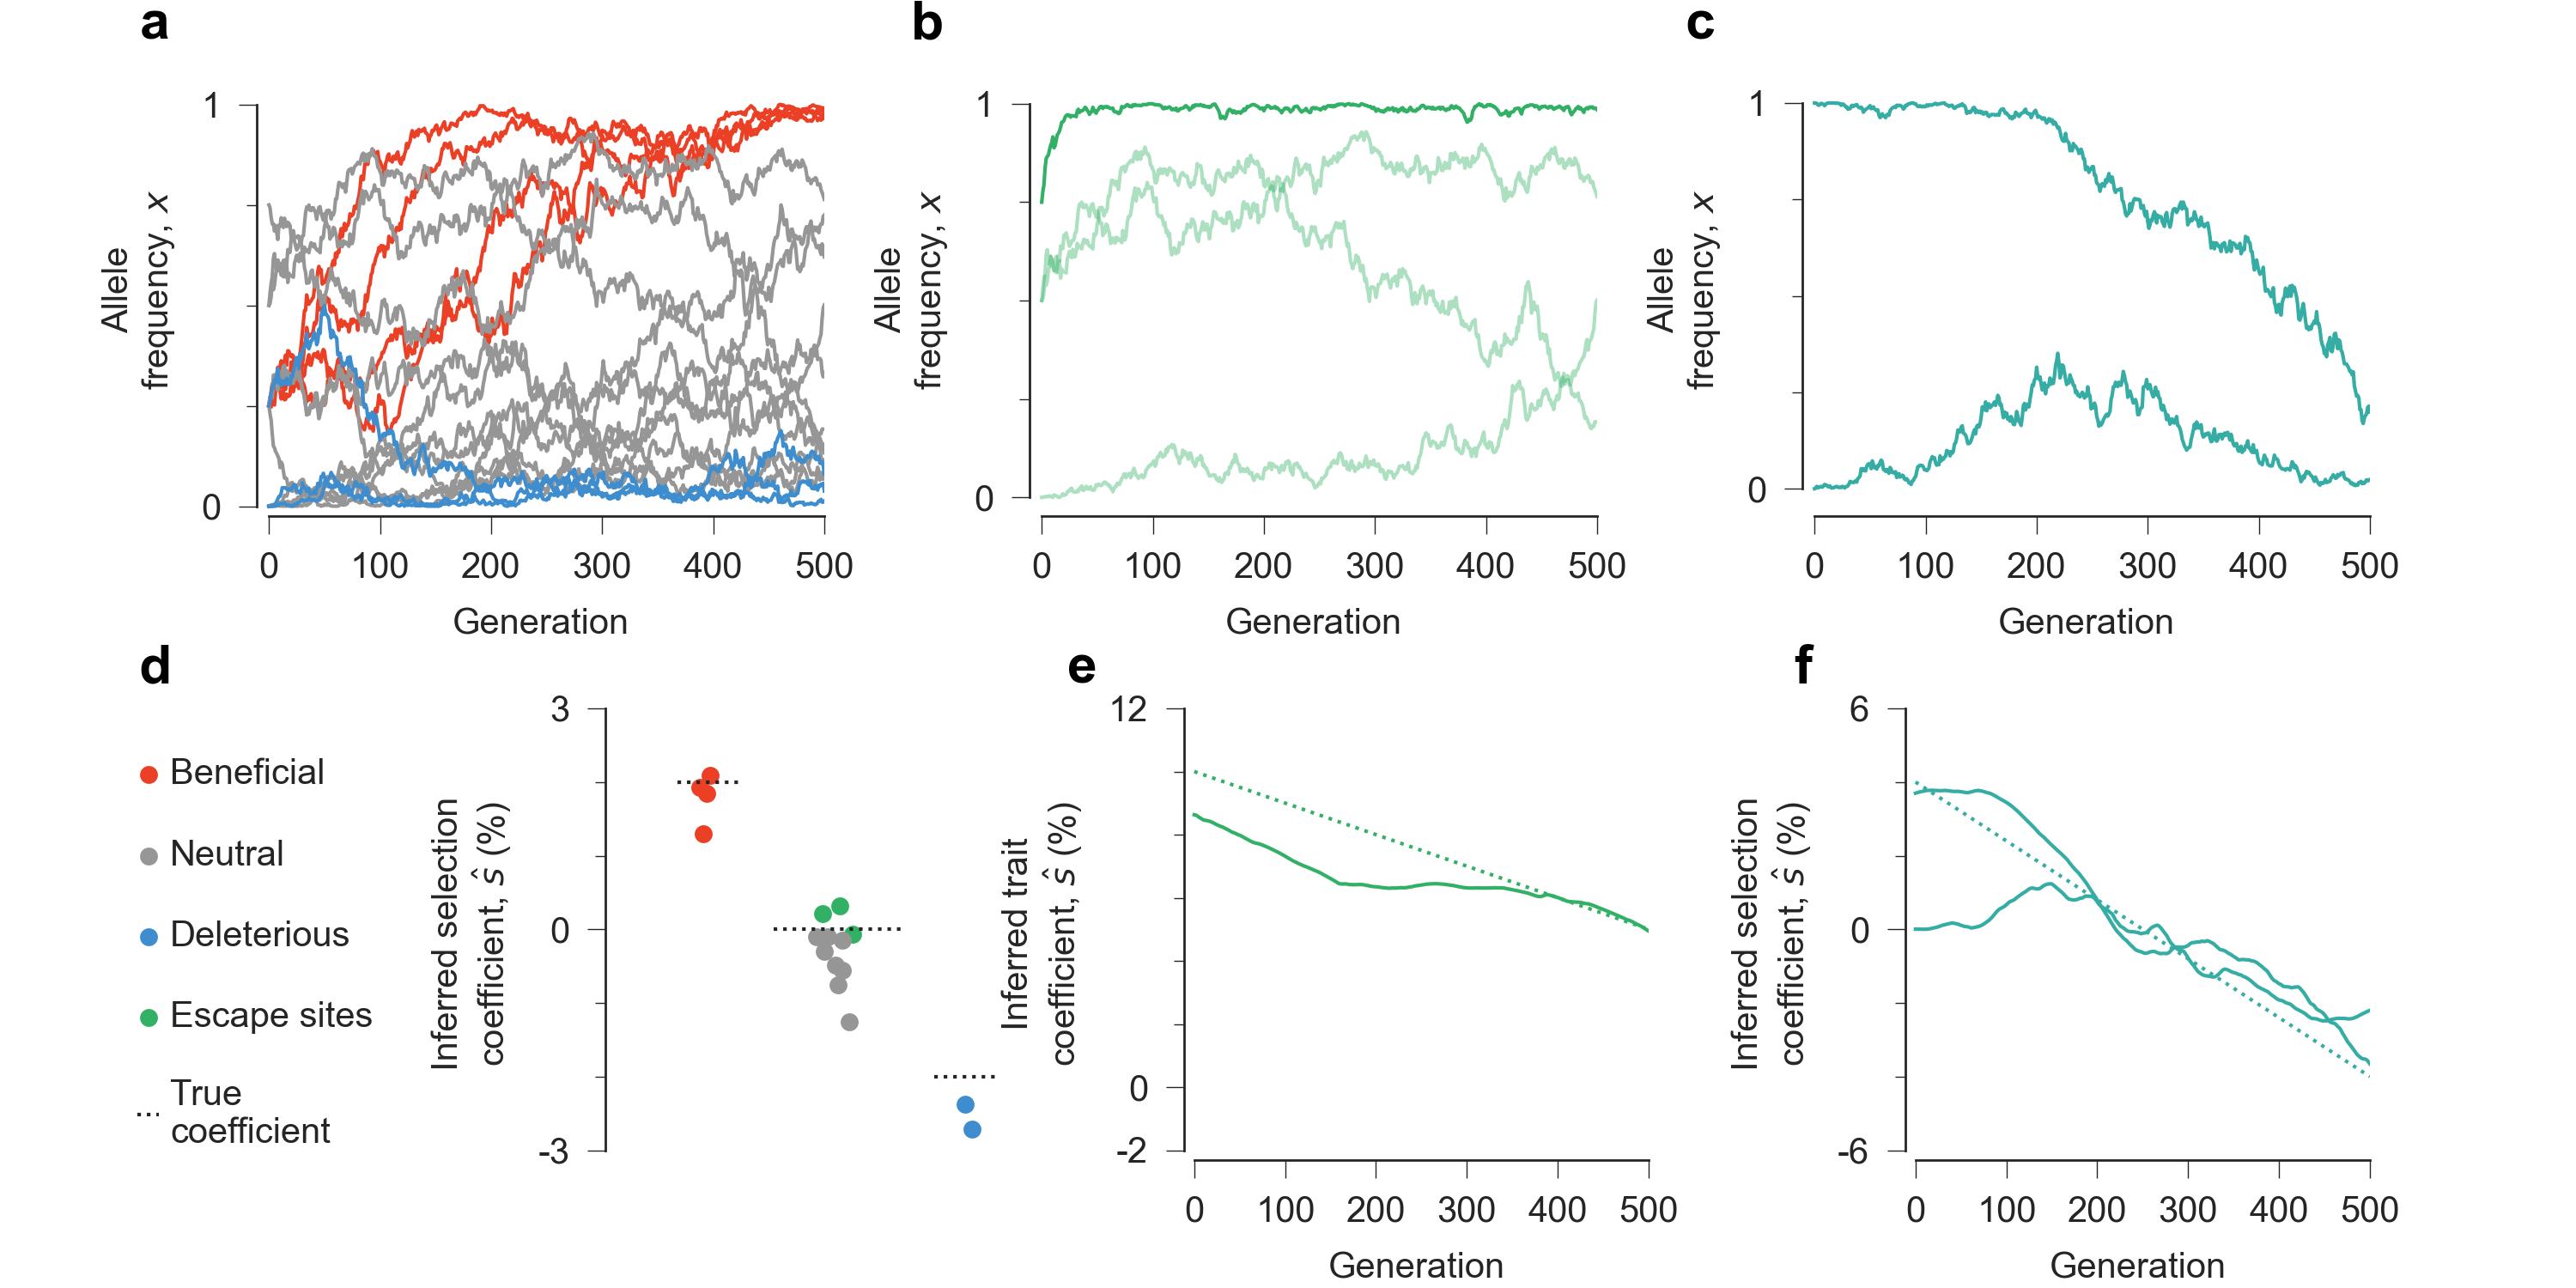 a
1
0
Allele
frequency, x
0 100 200 300 400 500
Generation
b
1
0
Allele
frequency, x
0 100 200 300 400 500
Generation
c
1
0
Allele
frequency, x
0 100 200 300 400 500
Generation
d
Beneficial
Neutral
Deleterious
Escape sites
True
coefficient
3
0
-3
Inferred selection
coefficient, ŝ (%)
e
12
0
-2
Inferred trait
coefficient, ŝ (%)
0 100 200 300 400 500
Generation
f
6
0
-6
Inferred selection
coefficient, ŝ (%)
0 100 200 300 400 500
Generation